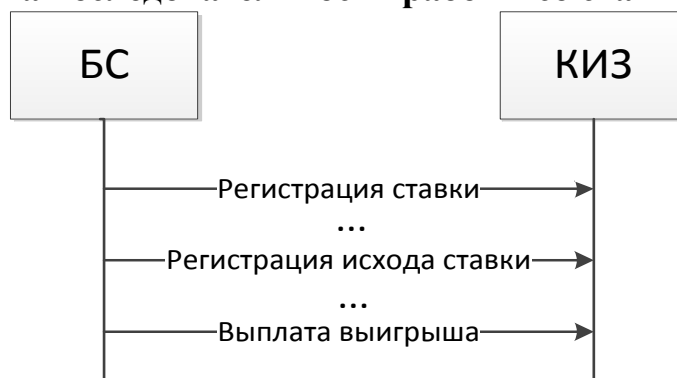 БС
КИЗ
Регистрация ставки
...
Регистрация исхода ставки
...
Выплата выигрыша